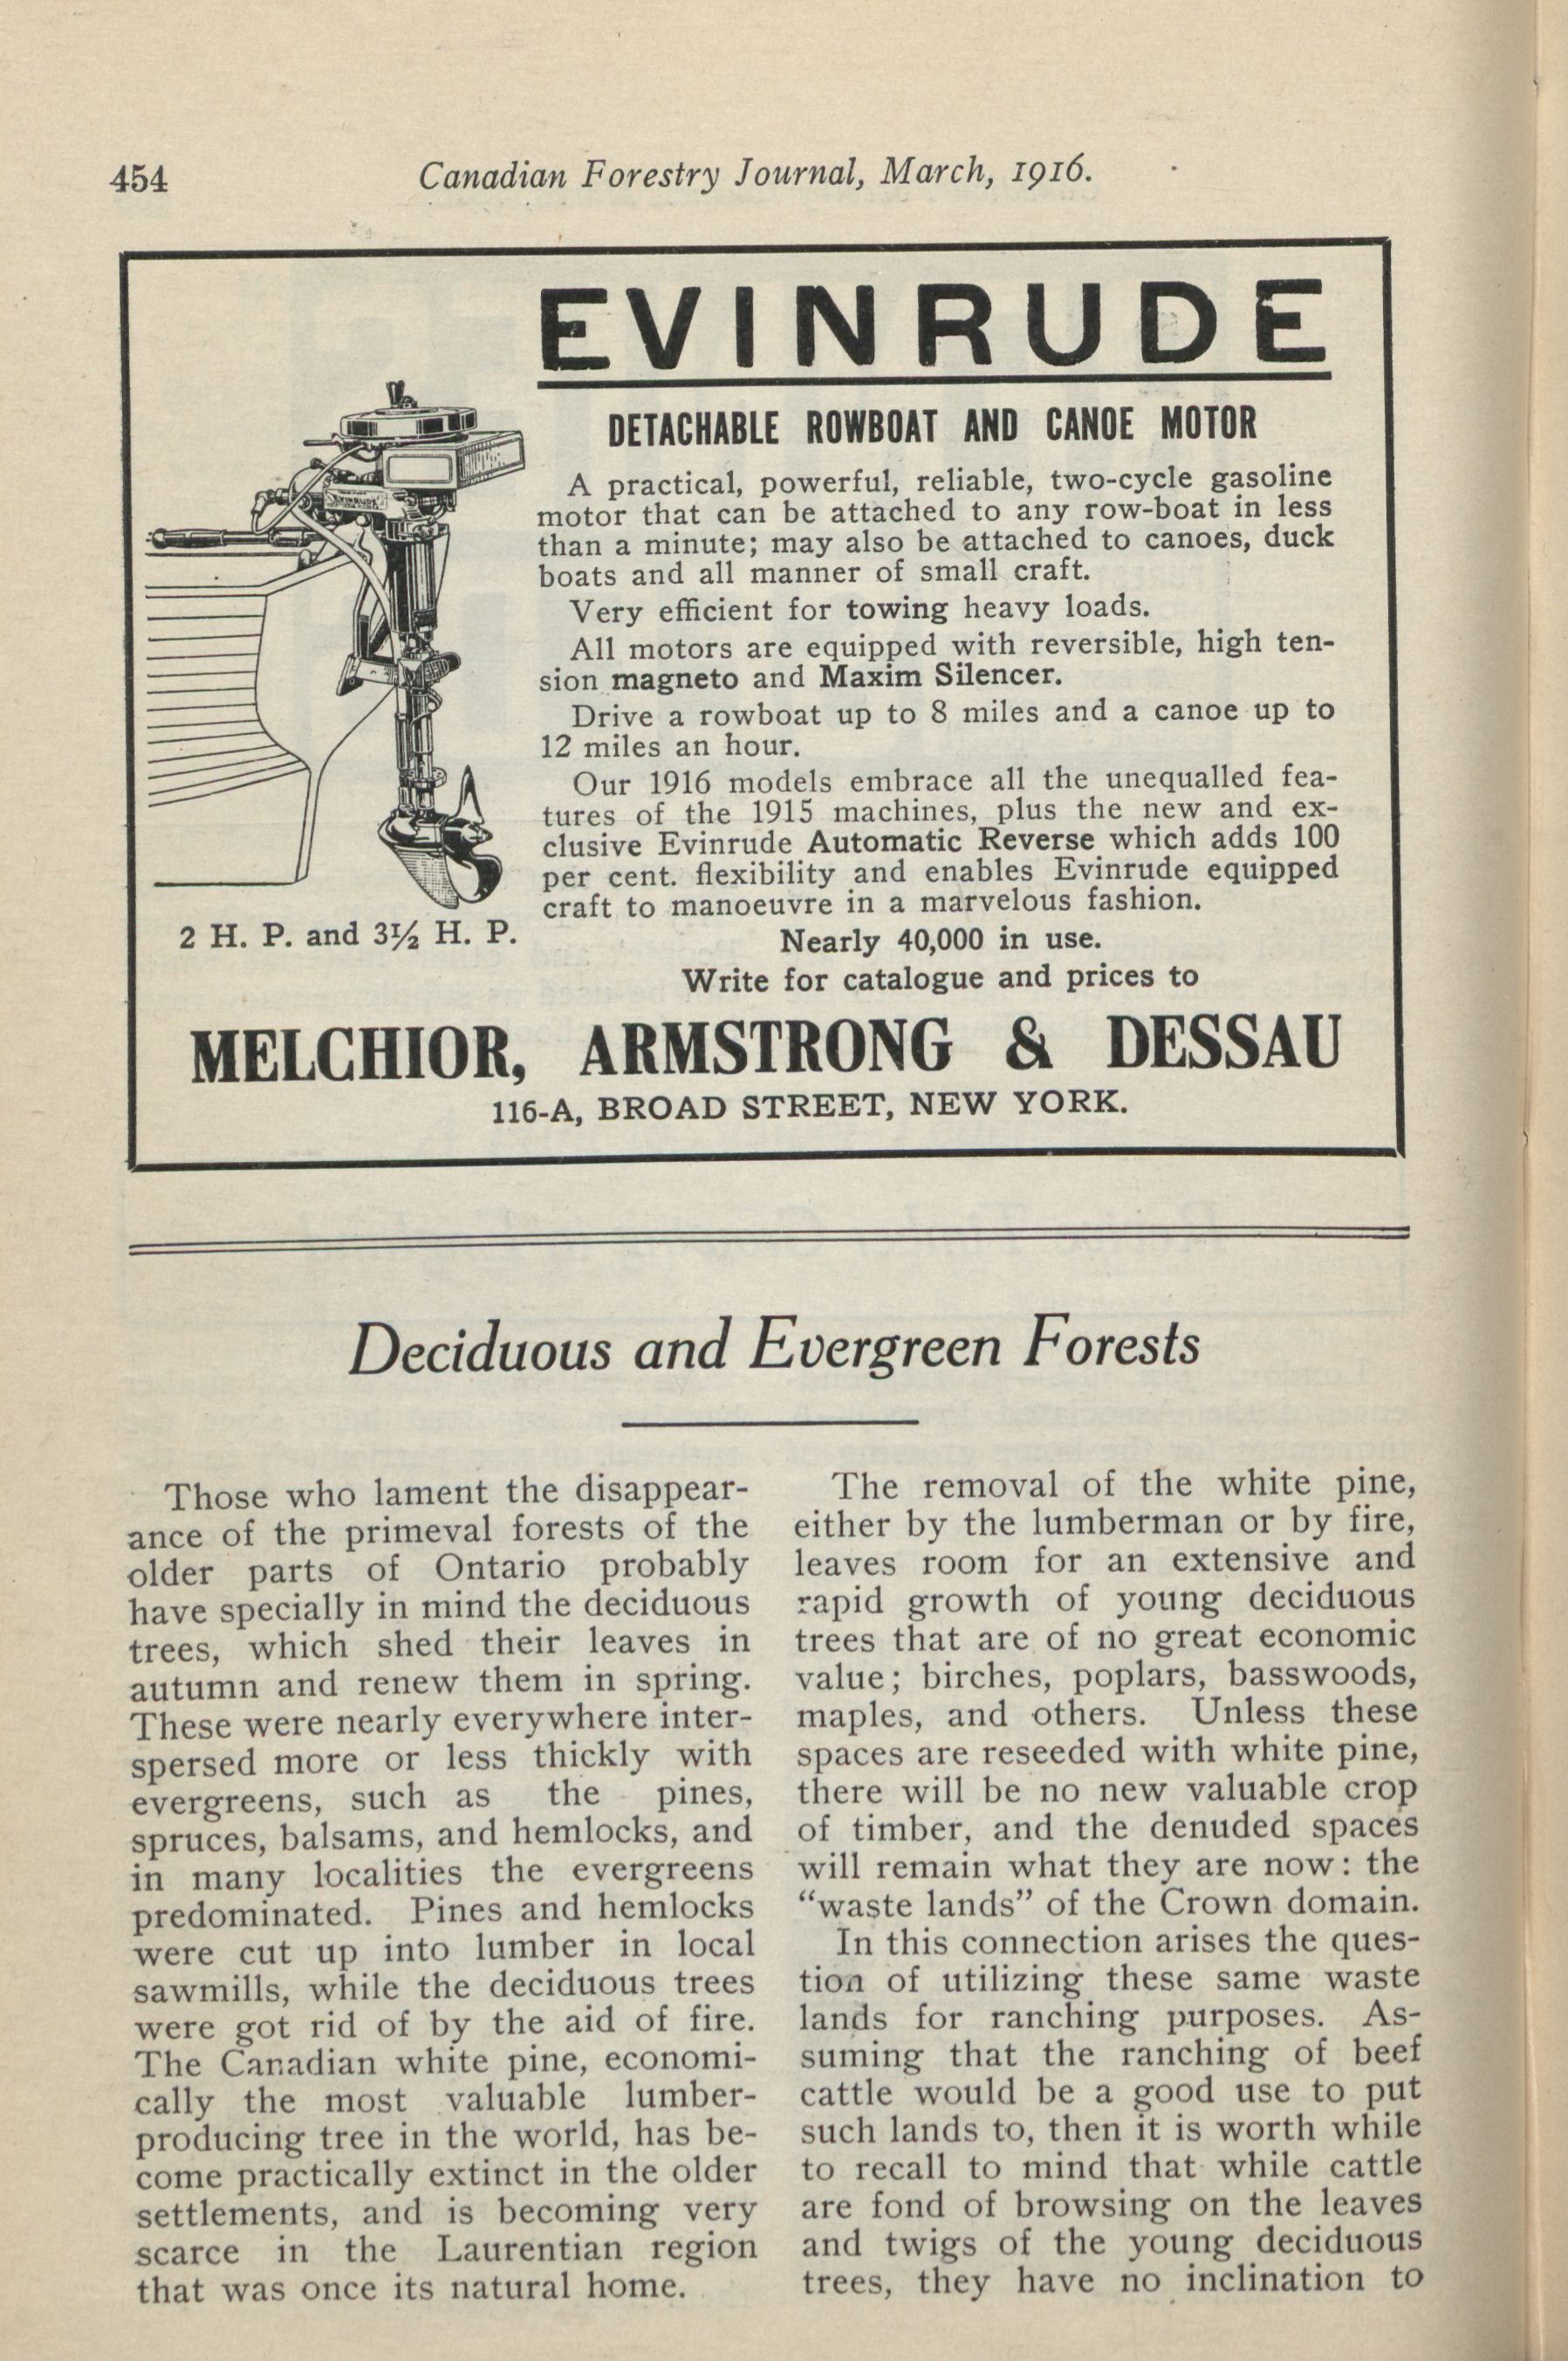 454
Canadian Forestry Journal, March, 1916.
EVINRUDE
DETACHABLE ROWBOAT AND CANOE MOTOR
A practical, powerful, reliable, two-cycle gasoline
motor that can be attached to any row-boat in less
than a minute; may also be attached to canoes, duck
boats and all manner of small craft.
Very efficient for towing heavy loads.
All motors are equipped with reversible, high ten-
sion magneto and Maxim Silencer.
Drive a rowboat up to 8 miles and a canoe up to
12 miles an hour.
Our 1916 models embrace all the unequalled fea-
tures of the 1915 machines, plus the new and ex-
clusive Evinrude Automatic Reverse which adds 100
per cent. flexibility and enables Evinrude equipped
craft to manoeuvre in a marvelous fashion.
2 H. P. and 3½ H. P.
Nearly 40,000 in use.
Write for catalogue and prices to
MELCHIOR, ARMSTRONG & DESSAU
116-A, BROAD STREET, NEW YORK.
Deciduous and Evergreen Forests
Those who lament the disappear-
ance of the primeval forests of the
older parts of Ontario probably
have specially in mind the deciduous
trees, which shed their leaves in
autumn and renew them in spring.
These were nearly everywhere inter-
spersed more or less thickly with
evergreens, such as the pines,
spruces, balsams, and hemlocks, and
in many localities the evergreens
predominated. Pines and hemlocks
were cut up into lumber in local
sawmills, while the deciduous trees
were got rid of by the aid of fire.
The Canadian white pine, economi-
cally the most valuable lumber-
producing tree in the world, has be-
come practically extinct in the older
settlements, and is becoming very
scarce in the Laurentian region
that was once its natural home.
The removal of the white pine,
either by the lumberman or by fire,
leaves room for an extensive and
rapid growth of young deciduous
trees that are of no great economic
value; birches, poplars, basswoods,
maples, and others. Unless these
spaces are reseeded with white pine,
there will be no new valuable crop
of timber, and the denuded spaces
will remain what they are now: the
“waste lands” of the Crown domain.
In this connection arises the ques-
tion of utilizing these same waste
lands for ranching purposes. As-
suming that the ranching of beef
cattle would be a good use to put
such lands to, then it is worth while
to recall to mind that while cattle
are fond of browsing on the leaves
and twigs of the young deciduous
trees, they have no inclination to